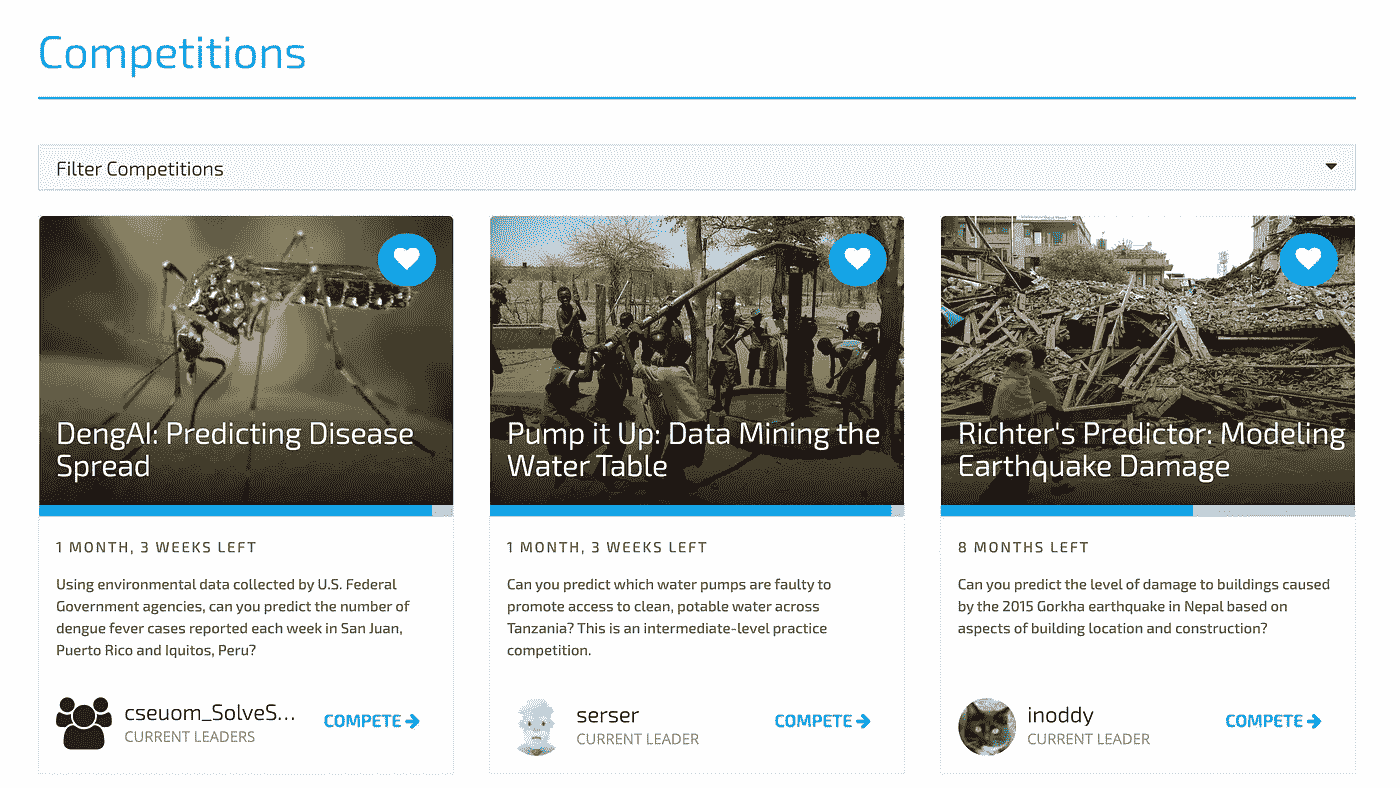 Competitions
Filter Competitions
DengAI: Predicting Disease
Spread
1 MONTH, 3 WEEKS LEFT
Using environmental data collected by U.S. Federal
Government agencies, can you predict the number of
dengue fever cases reported each week in San Juan,
Puerto Rico and Iquitos, Peru?
cseuom_SolveS...
CURRENT LEADERS
COMPETE
Pump it Up: Data Mining the
Water Table
1 MONTH, 3 WEEKS LEFT
Can you predict which water pumps are faulty to
promote access to clean, potable water across
Tanzania? This is an intermediate-level practice
competition.
serser
CURRENT LEADER
COMPETE
Richter's Predictor: Modeling
Earthquake Damage
8 MONTHS LEFT
Can you predict the level of damage to buildings caused
by the 2015 Gorkha earthquake in Nepal based on
aspects of building location and construction?
inoddy
CURRENT LEADER
COMPETE